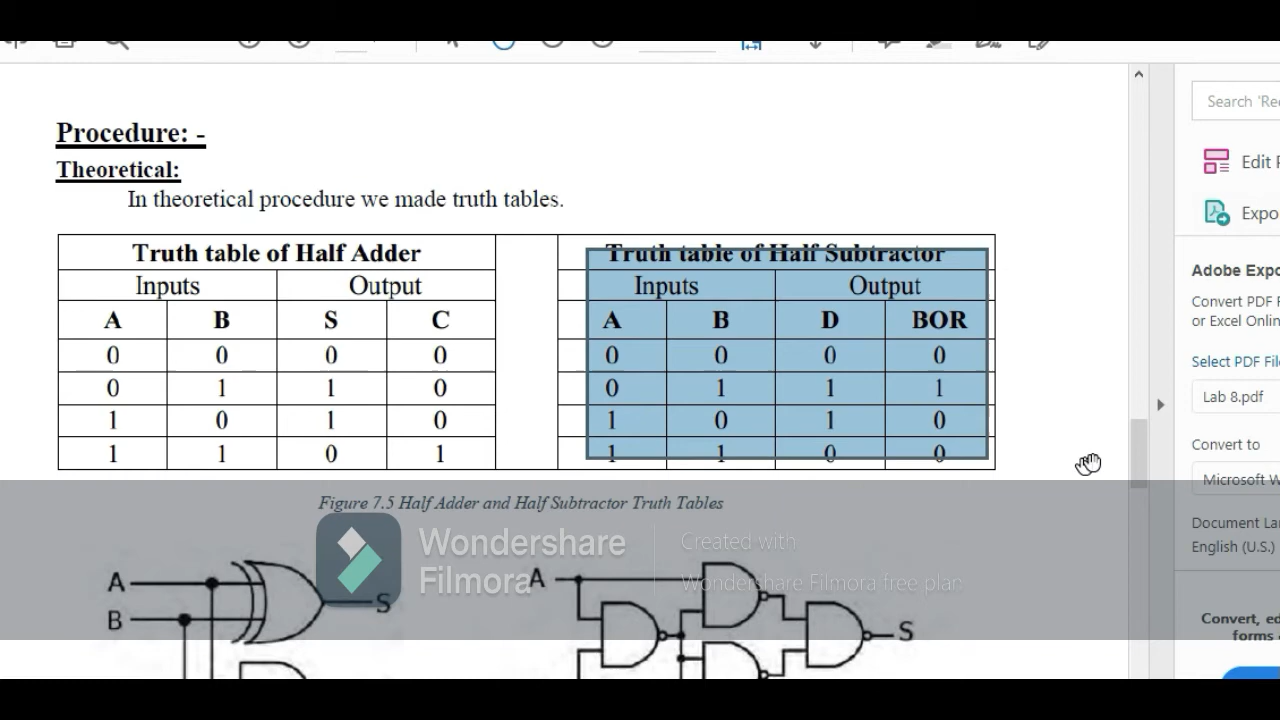 Search 'Re
Procedure: -
Theoretical:
In theoretical procedure we made truth tables.
Edit P
Expo
Truth table of Half Adder
Inputs Output
A B S C
0 0 0 0
0 1 1 0
1 0 1 0
1 1 0 1
Truth table of Half Subtractor
Inputs Output
A B D BOR
0 0 0 0
0 1 1 1
1 0 1 0
1 1 0 0
Figure 7.5 Half Adder and Half Subtractor Truth Tables
Adobe Expo
Convert PDF F
or Excel Onlin
Select PDF File
Lab 8.pdf
Convert to
Microsoft W
Document Lan
English (U.S.)
Convert, ed
forms
Wondershare
Filmora
Created with
Wondershare Filmora free plan
A
B
S
A
S